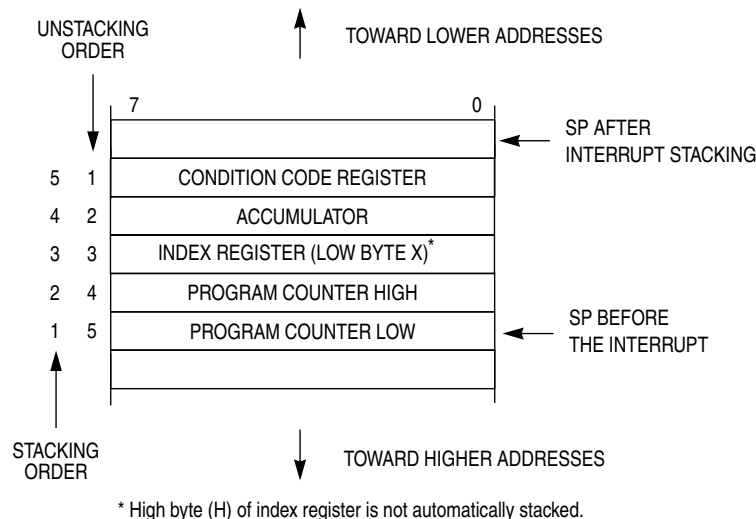 UNSTACKING
ORDER
TOWARD LOWER ADDRESSES
7 0
SP AFTER
INTERRUPT STACKING
5 1 CONDITION CODE REGISTER
4 2 ACCUMULATOR
3 3 INDEX REGISTER (LOW BYTE X)*
2 4 PROGRAM COUNTER HIGH
1 5 PROGRAM COUNTER LOW
SP BEFORE
THE INTERRUPT
STACKING
ORDER
TOWARD HIGHER ADDRESSES
* High byte (H) of index register is not automatically stacked.